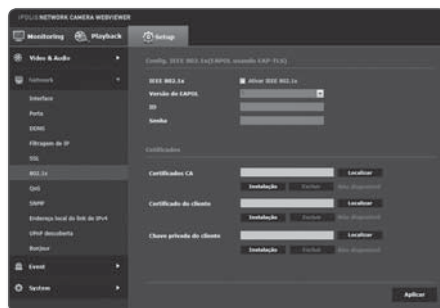 iPOLiS NETWORK CAMERA WEBVIEWER
Monitoring
Playback
Setup
Video & Audio
Network
Interface
Porta
DDNS
Filtragem de IP
SSL
802.1x
QoS
SNMP
Endereço local do link de IPv4
UPnP descoberta
Bonjour
Event
System
Config. IEEE 802.1x(EAPOL usando EAP-TLS)
IEEE 802.1x
Ativar IEEE 802.1x
Versão de EAPOL
ID
Senha
Certificados
Certificados CA
Localizar
Instalação
Excluir
Não disponível
Certificado do cliente
Localizar
Instalação
Excluir
Não disponível
Chave privada do cliente
Localizar
Instalação
Excluir
Não disponível
Aplicar